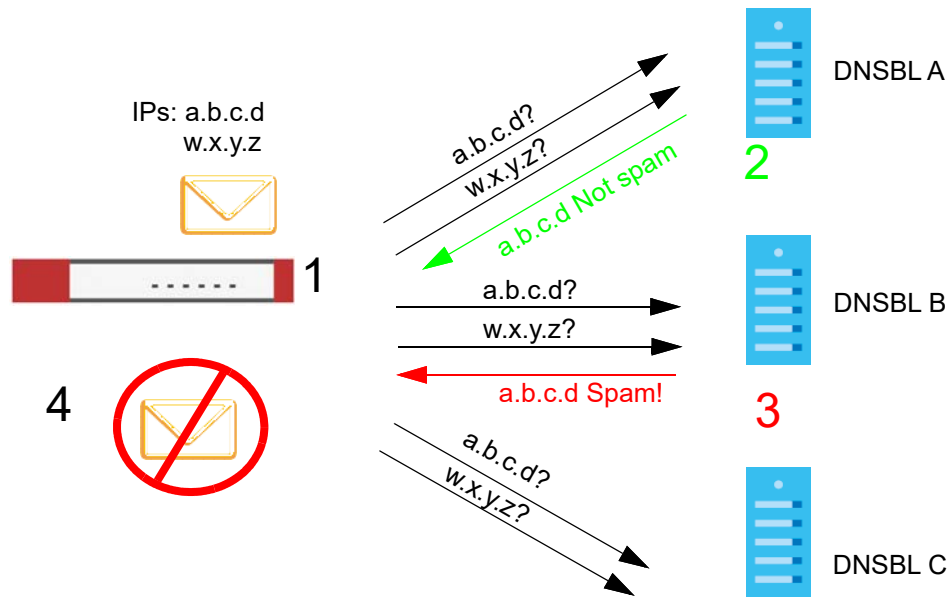 IPs: a.b.c.d
w.x.y.z
1
a.b.c.d?
w.x.y.z?
a.b.c.d Not spam
DNSBL A
2
a.b.c.d?
w.x.y.z?
a.b.c.d Spam!
DNSBL B
3
4
a.b.c.d?
w.x.y.z?
DNSBL C